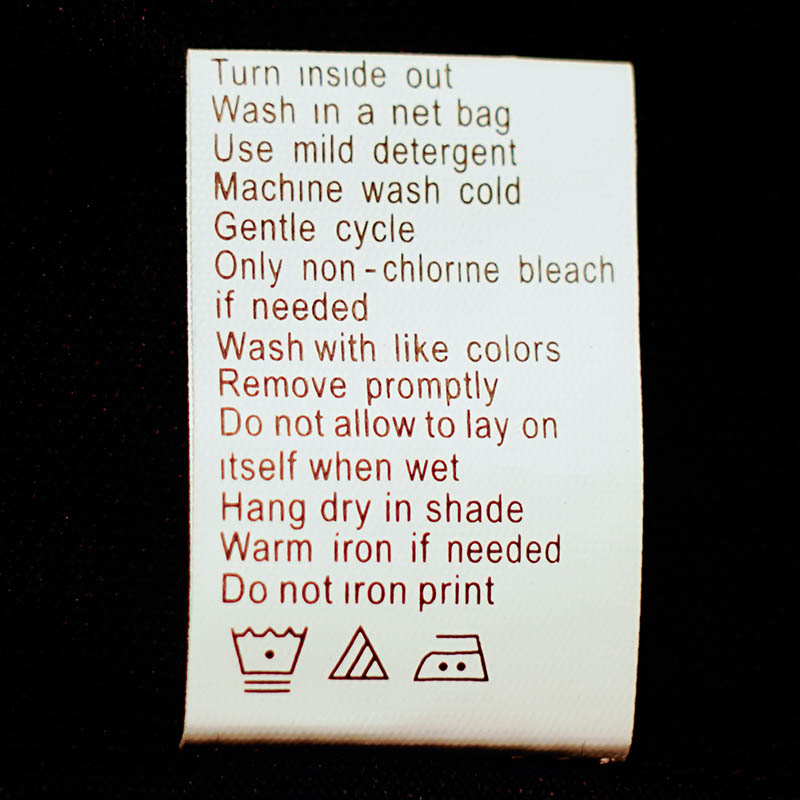 Turn inside out
Wash in a net bag
Use mild detergent
Machine wash cold
Gentle cycle
Only non-chlorine bleach
if needed
Wash with like colors
Remove promptly
Do not allow to lay on
itself when wet
Hang dry in shade
Warm iron if needed
Do not iron print